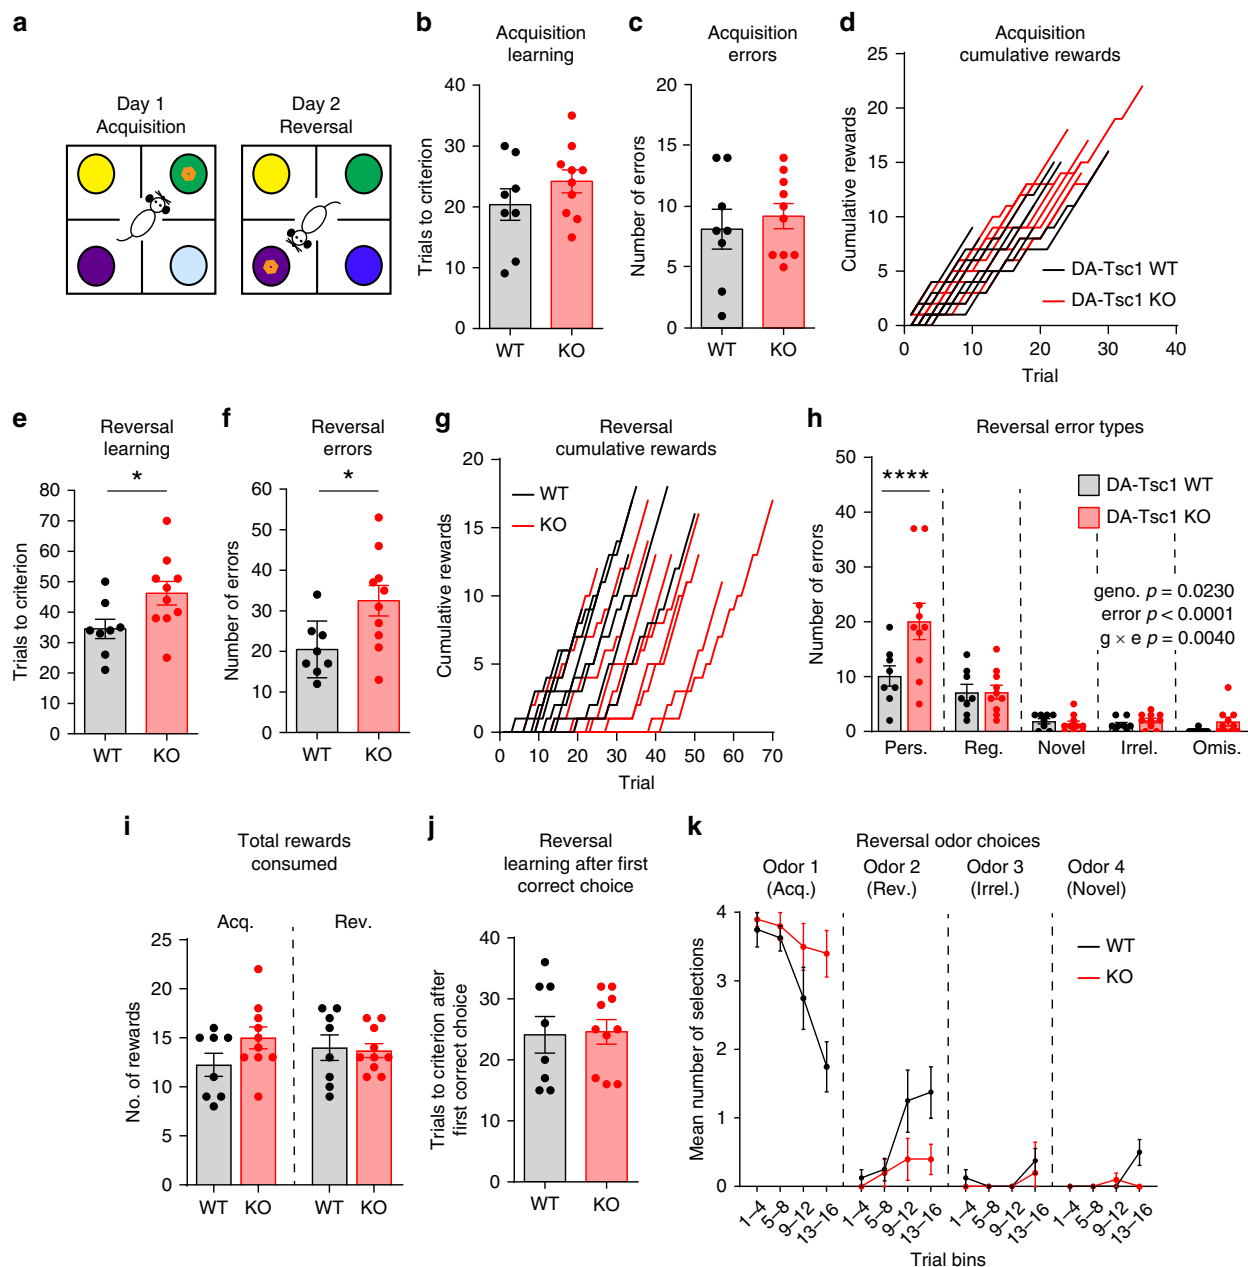 a
Day 1
Acquisition
Day 2
Reversal
b
Acquisition
learning
Trials to criterion
40
30
20
10
0
WT
KO
c
Acquisition
errors
Number of errors
20
15
10
5
0
WT
KO
d
Acquisition
cumulative rewards
Cumulative rewards
25
20
15
10
5
0
DA-Tsc1 WT
DA-Tsc1 KO
0
10
20
30
40
Trial
e
Reversal
learning
*
Trials to criterion
80
70
60
50
40
30
20
10
0
WT
KO
f
Reversal
errors
*
Number of errors
60
50
40
30
20
10
0
WT
KO
g
Reversal
cumulative rewards
Cumulative rewards
20
15
10
5
0
WT
KO
0
10
20
30
40
50
60
70
Trial
h
Reversal error types
Number of errors
50
40
30
20
10
0
****
DA-Tsc1 WT
DA-Tsc1 KO
geno. p = 0.0230
error p < 0.0001
g × e p = 0.0040
Pers.
Reg.
Novel
Irrel.
Omis.
i
Total rewards
consumed
Acq.
Rev.
No. of rewards
25
20
15
10
5
0
WT
KO
WT
KO
j
Reversal
learning after first
correct choice
Trials to criterion after
first correct choice
40
30
20
10
0
WT
KO
k
Reversal odor choices
Odor 1
(Acq.)
Odor 2
(Rev.)
Odor 3
(Irrel.)
Odor 4
(Novel)
Mean number of selections
4
3
2
1
0
WT
KO
1–4
5–8
9–12
13–16
1–4
5–8
9–12
13–16
1–4
5–8
9–12
13–16
1–4
5–8
9–12
13–16
Trial bins